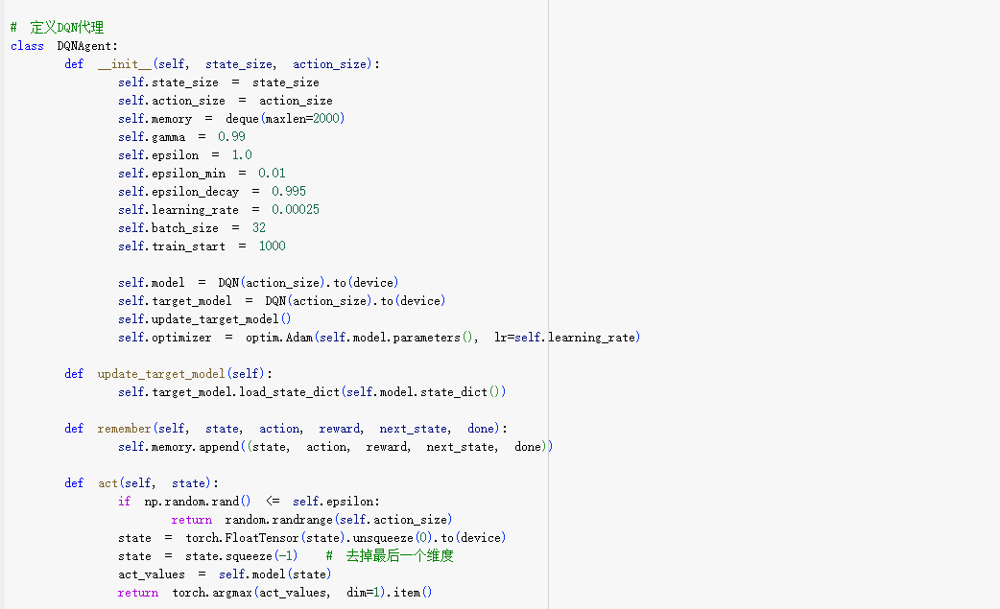 # 定义DQN代理
class DQNAgent:
def __init__(self, state_size, action_size):
self.state_size = state_size
self.action_size = action_size
self.memory = deque(maxlen=2000)
self.gamma = 0.99
self.epsilon = 1.0
self.epsilon_min = 0.01
self.epsilon_decay = 0.995
self.learning_rate = 0.00025
self.batch_size = 32
self.train_start = 1000
self.model = DQN(action_size).to(device)
self.target_model = DQN(action_size).to(device)
self.update_target_model()
self.optimizer = optim.Adam(self.model.parameters(), lr=self.learning_rate)
def update_target_model(self):
self.target_model.load_state_dict(self.model.state_dict())
def remember(self, state, action, reward, next_state, done):
self.memory.append((state, action, reward, next_state, done))
def act(self, state):
if np.random.rand() <= self.epsilon:
return random.randrange(self.action_size)
state = torch.FloatTensor(state).unsqueeze(0).to(device)
state = state.squeeze(-1) # 去掉最后一个维度
act_values = self.model(state)
return torch.argmax(act_values, dim=1).item()